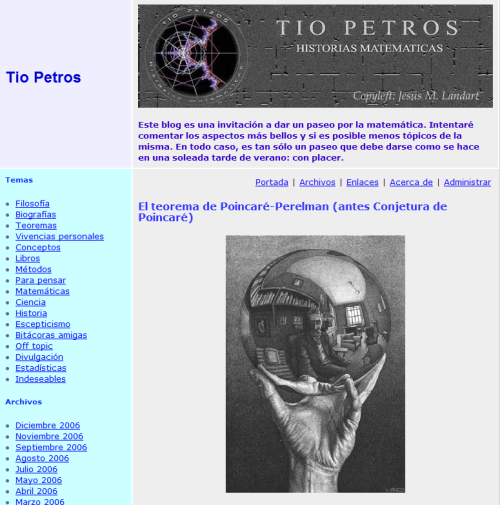 Tio Petros
TIO PETROS
HISTORIAS MATEMATICAS
TIO PETROS
HISTORIAS MATEMATICAS
Copyleft: Jesús M. Landart
Este blog es una invitación a dar un paseo por la matemática. Intentaré
comentar los aspectos más bellos y si es posible menos tópicos de la
misma. En todo caso, es tan sólo un paseo que debe darse como se hace
en una soleada tarde de verano: con placer.
Temas
Filosofía
Biografías
Teoremas
Vivencias personales
Conceptos
Libros
Métodos
Para pensar
Matemáticas
Ciencia
Historia
Escepticismo
Bitácoras amigas
Off topic
Divulgación
Estadísticas
Indeseables
Archivos
Diciembre 2006
Noviembre 2006
Septiembre 2006
Agosto 2006
Julio 2006
Mayo 2006
Abril 2006
Marzo 2006
Portada | Archivos | Enlaces | Acerca de | Administrar
El teorema de Poincaré-Perelman (antes Conjetura de
Poincaré)